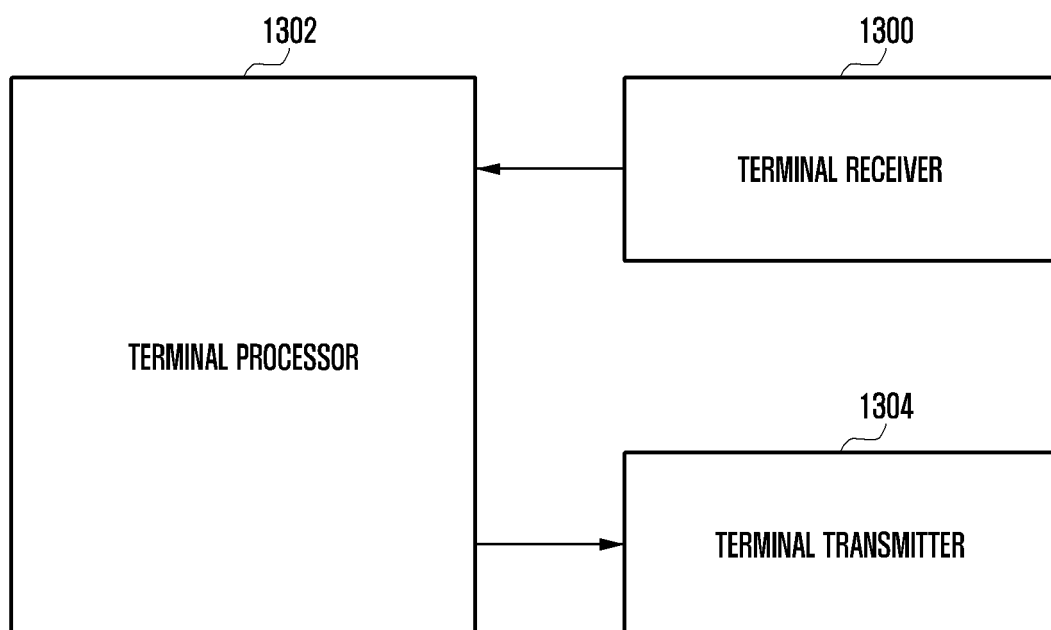 1302
1300
TERMINAL RECEIVER
TERMINAL PROCESSOR
1304
TERMINAL TRANSMITTER